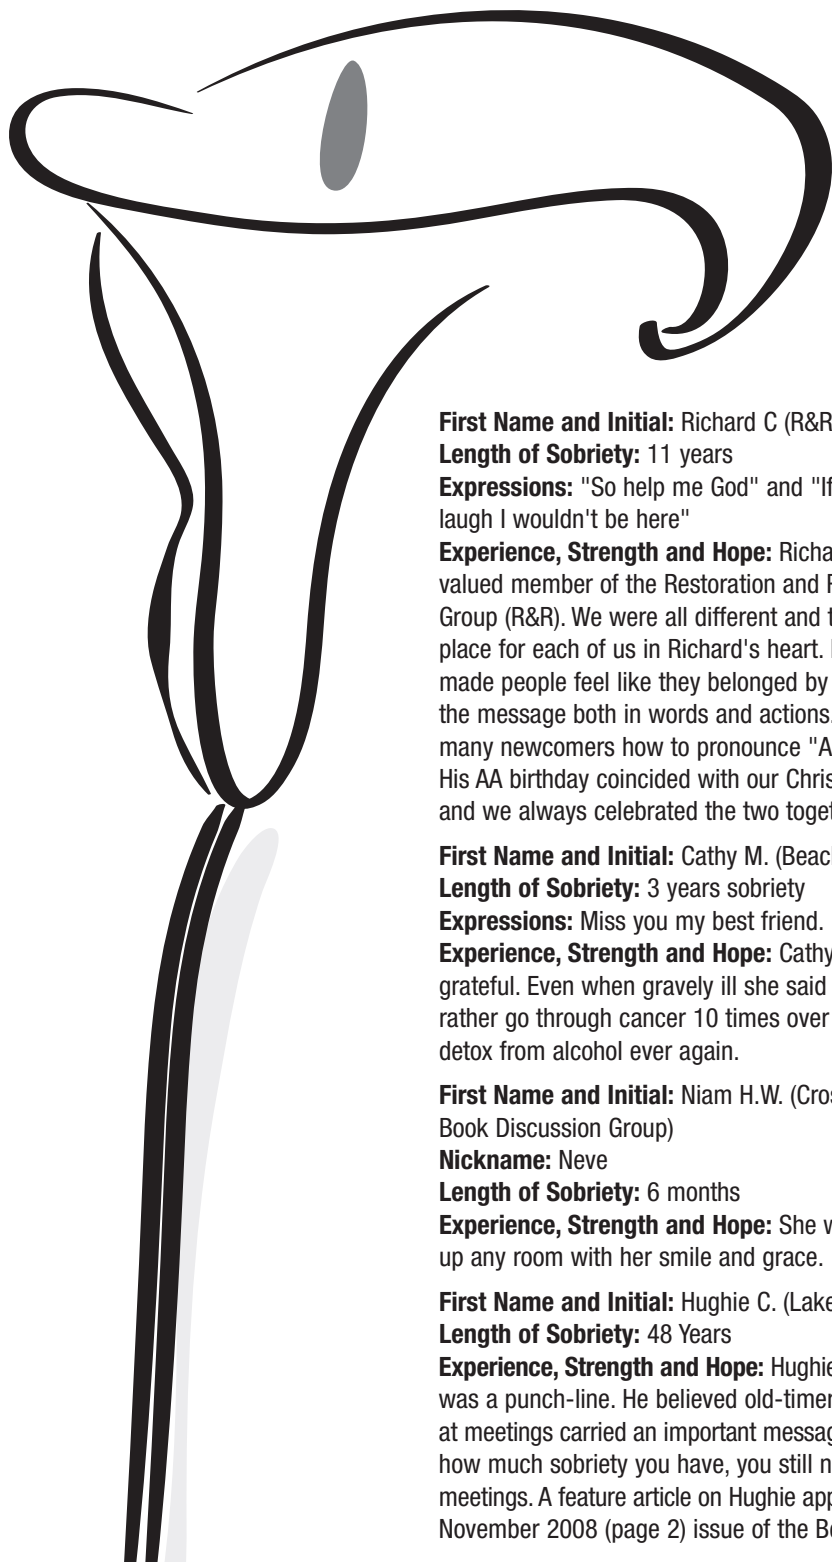 First Name and Initial: Richard C (R&R
Length of Sobriety: 11 years
Expressions: "So help me God" and "If
laugh I wouldn't be here"
Experience, Strength and Hope: Richa
valued member of the Restoration and
Group (R&R). We were all different and t
place for each of us in Richard's heart.
made people feel like they belonged by
the message both in words and actions.
many newcomers how to pronounce "A
His AA birthday coincided with our Chris
and we always celebrated the two toget
First Name and Initial: Cathy M. (Beach
Length of Sobriety: 3 years sobriety
Expressions: Miss you my best friend.
Experience, Strength and Hope: Cathy
grateful. Even when gravely ill she said
rather go through cancer 10 times over
detox from alcohol ever again.
First Name and Initial: Niam H.W. (Cros
Book Discussion Group)
Nickname: Neve
Length of Sobriety: 6 months
Experience, Strength and Hope: She w
up any room with her smile and grace.
First Name and Initial: Hughie C. (Lake
Length of Sobriety: 48 Years
Experience, Strength and Hope: Hughie
was a punch-line. He believed old-timer
at meetings carried an important messag
how much sobriety you have, you still n
meetings. A feature article on Hughie app
November 2008 (page 2) issue of the Be